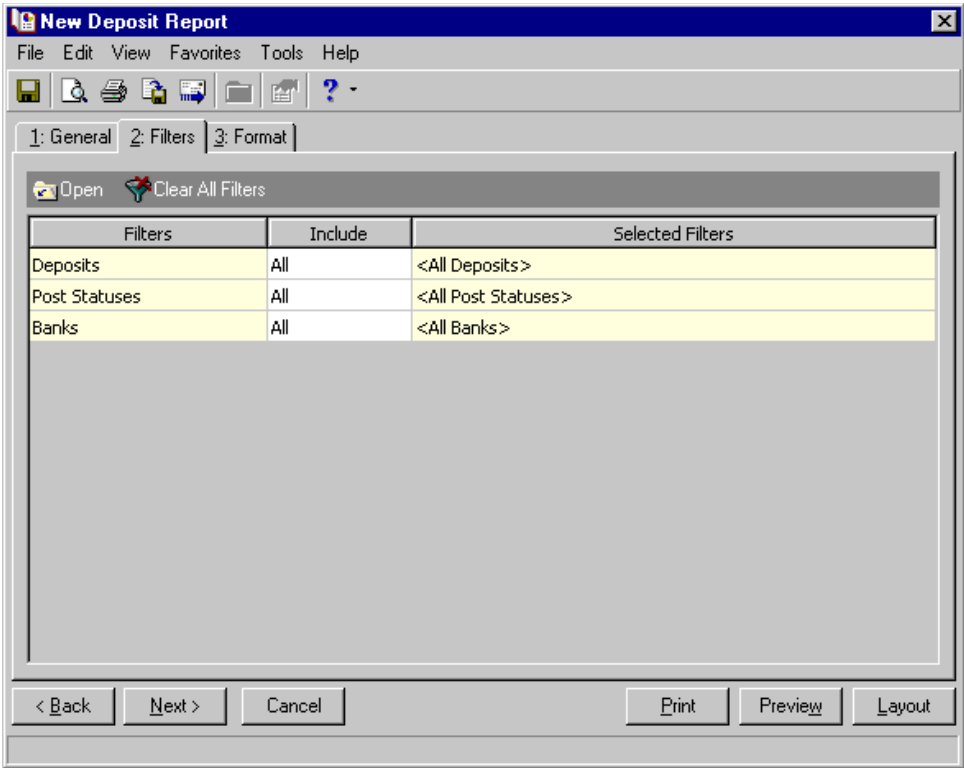 New Deposit Report
File Edit View Favorites Tools Help
?
1: General 2: Filters 3: Format
Open Clear All Filters
Filters Include Selected Filters
Deposits All <All Deposits>
Post Statuses All <All Post Statuses>
Banks All <All Banks>
< Back Next > Cancel Print Preview Layout